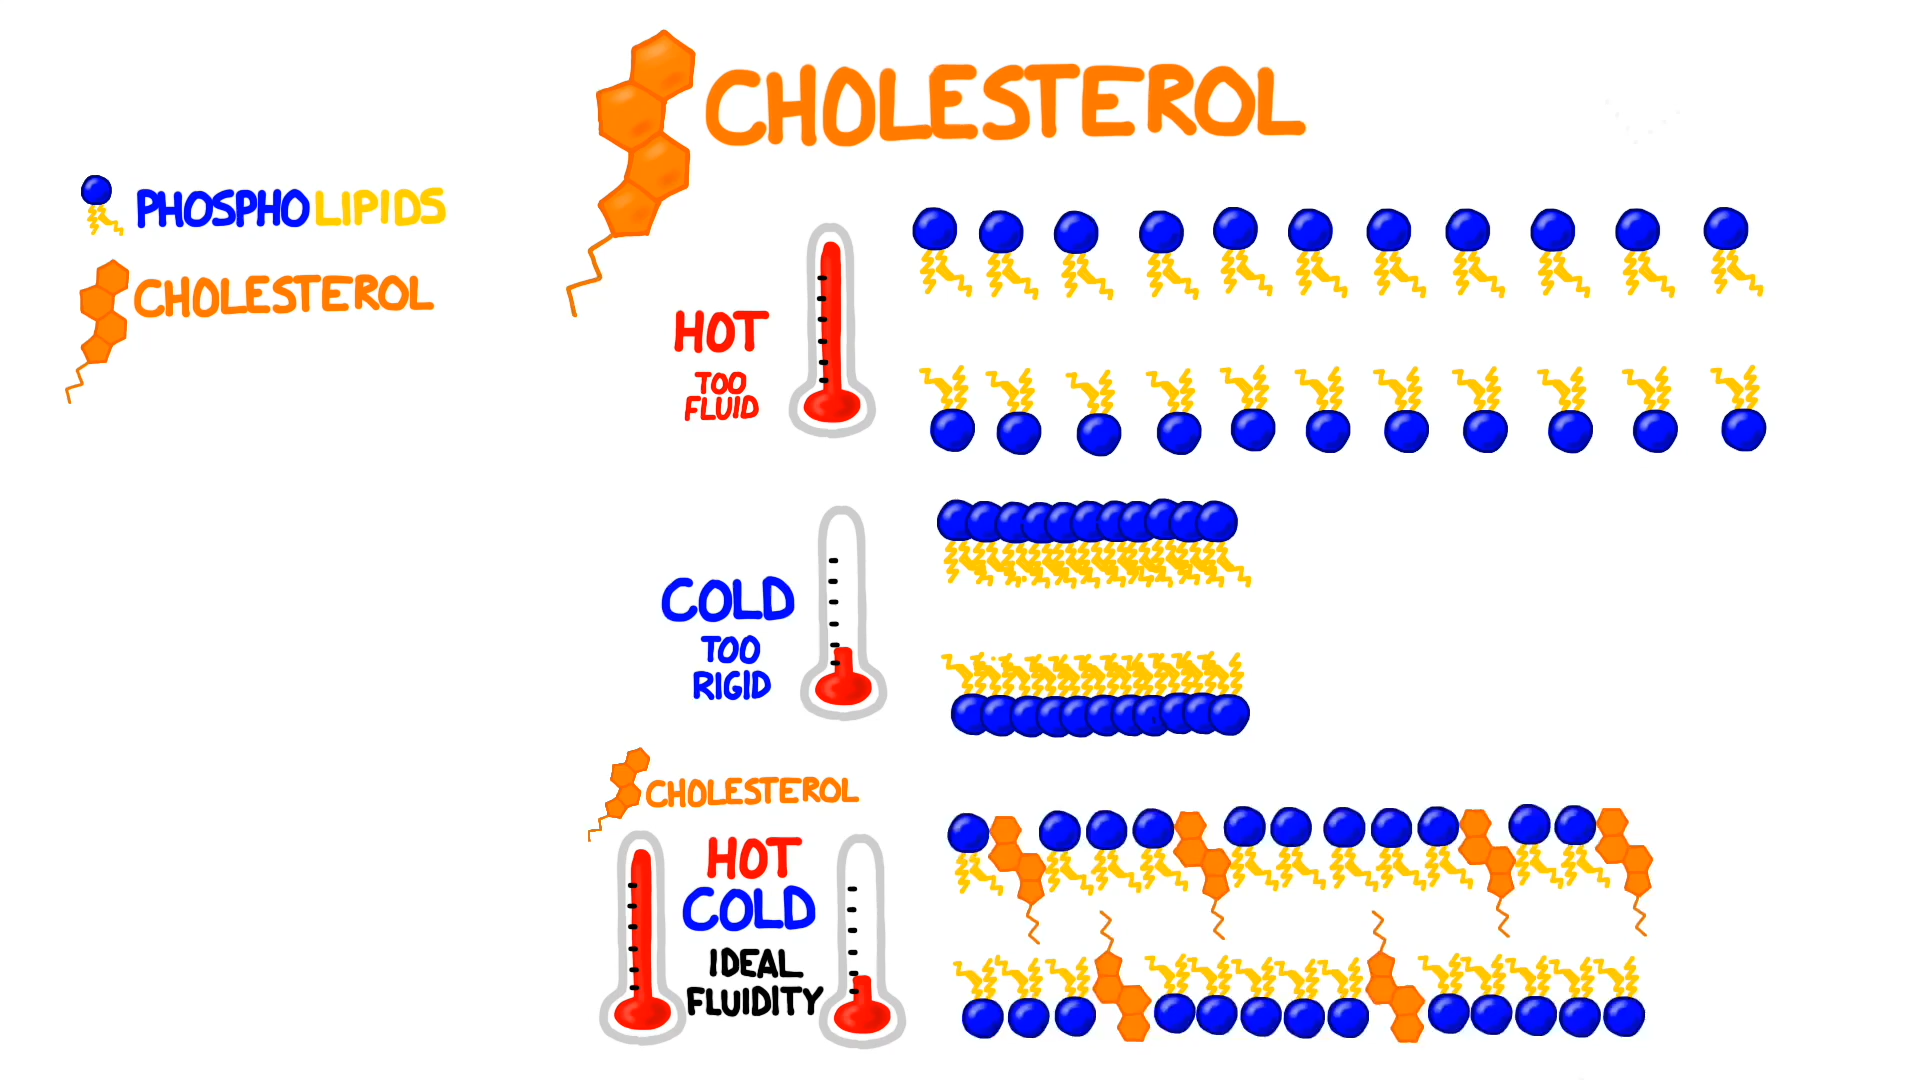 CHOLESTEROL
PHOSPHOLIPIDS
CHOLESTEROL
HOT
TOO
FLUID
COLD
TOO
RIGID
CHOLESTEROL
HOT
COLD
IDEAL
FLUIDITY